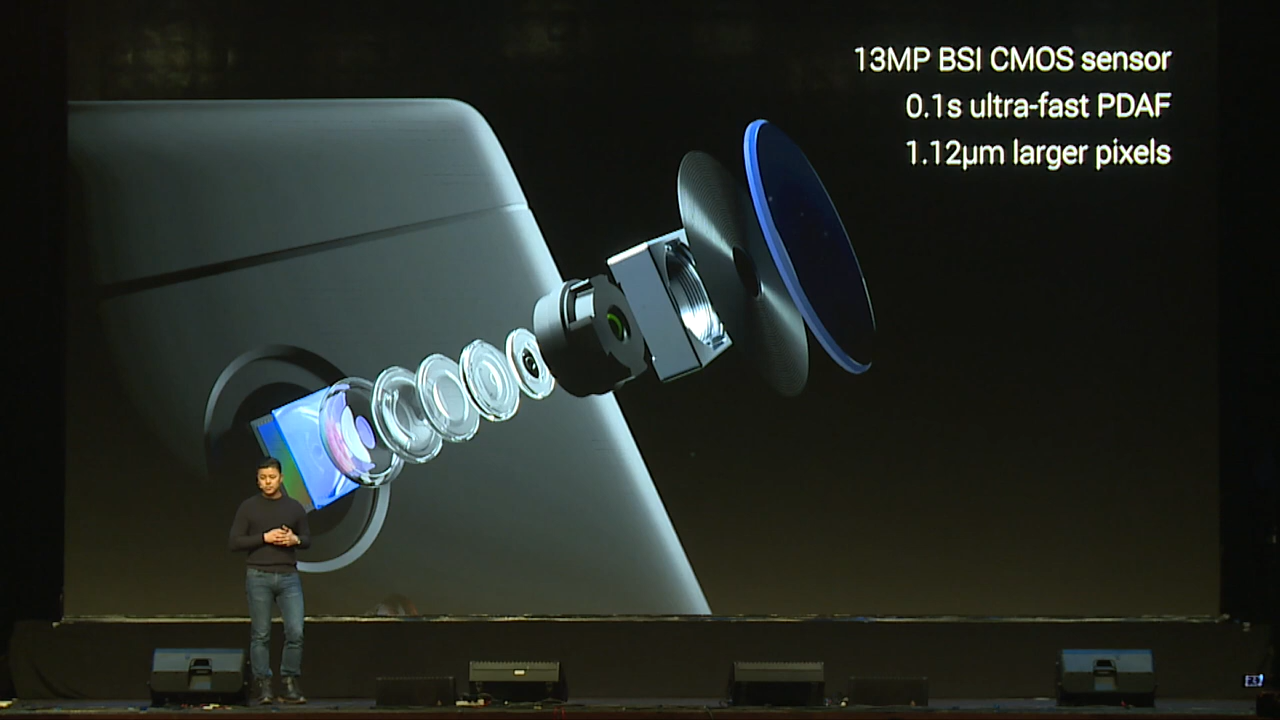 13MP BSI CMOS sensor
0.1s ultra-fast PDAF
1.12µm larger pixels